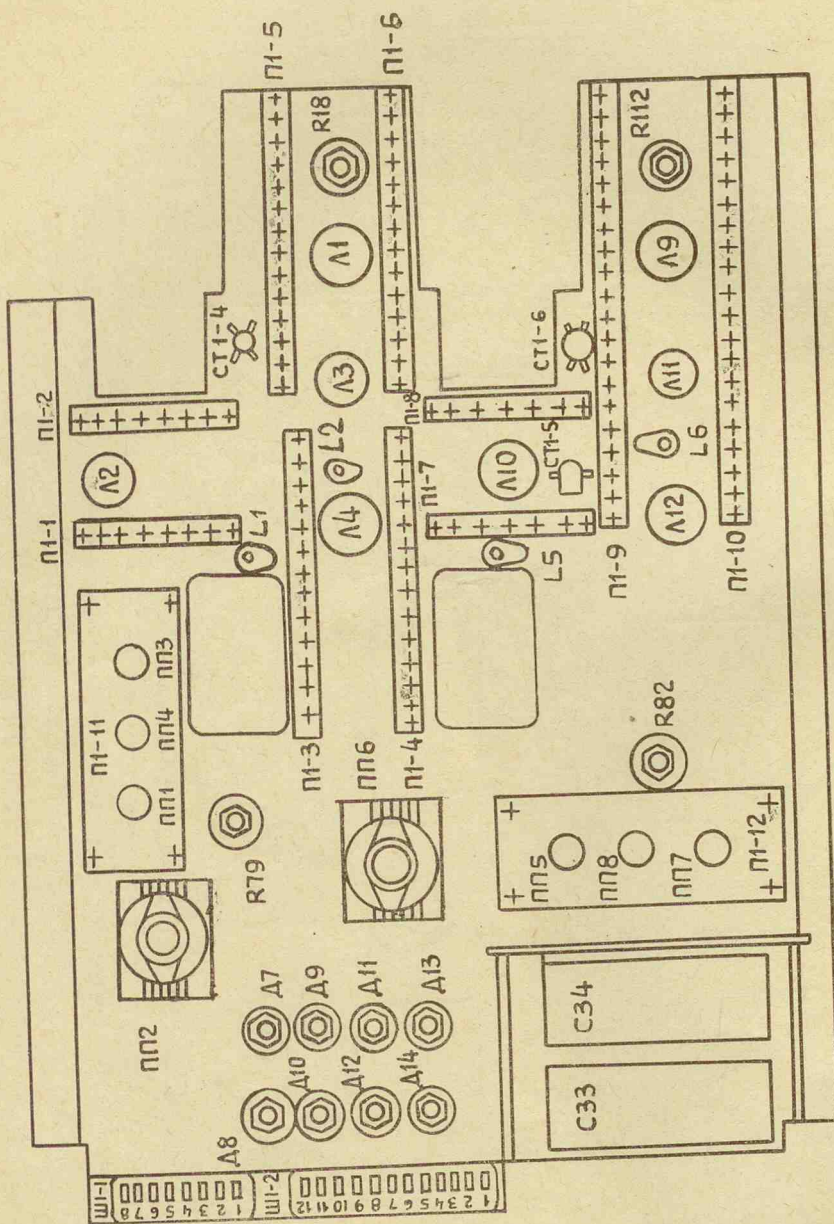 П1-5
П1-6
R18
Л1
СТ1-4
Л3
R112
Л9
СТ1-6
Л11
П1-2
Л2
П1-1
L1
L2
Л4
П1-8
П1-7
Л10
СТ1-5
L5
L6
Л12
П1-9
П1-10
П1-11
ПП3
ПП4
ПП1
П1-3
П1-4
ПП6
R79
R82
ПП2
ПП5
ПП8
ПП7
П1-12
Д7
Д9
Д11
Д13
Д8
Д10
Д12
Д14
С34
С33
Ш1-1
1 2 3 4 5 6 7 8
Ш1-2
1 2 3 4 5 6 7 8 9 10 11 12